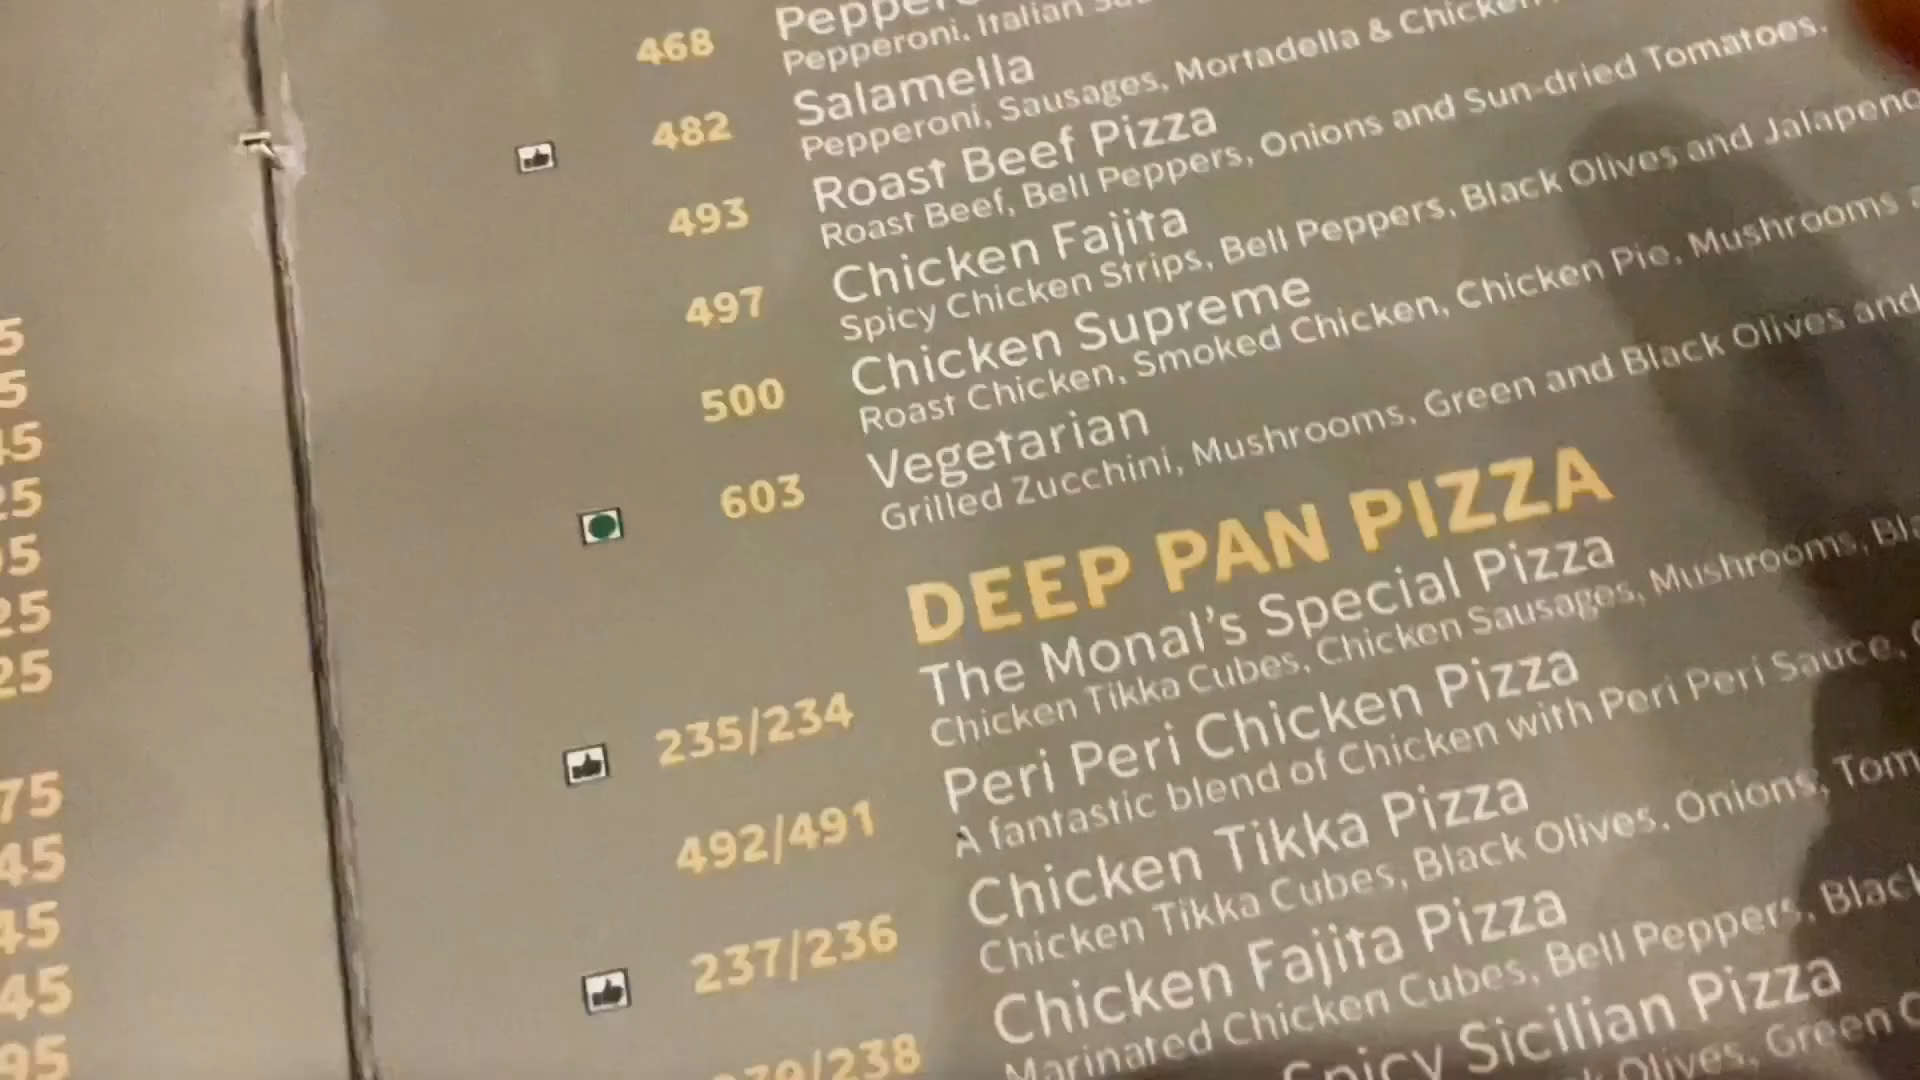 468
Pepperoni, Italian
482 Salamella
Pepperoni, Sausages, Mortadella & Chicken
493 Roast Beef Pizza
Roast Beef, Bell Peppers, Onions and Sun-dried Tomatoes.
497 Chicken Fajita
Spicy Chicken Strips, Bell Peppers, Black Olives and Jalapeno
500 Chicken Supreme
Roast Chicken, Smoked Chicken, Chicken Pie, Mushrooms
603 Vegetarian
Grilled Zucchini, Mushrooms, Green and Black Olives and
DEEP PAN PIZZA
235/234 The Monal's Special Pizza
Chicken Tikka Cubes, Chicken Sausages, Mushrooms,
492/491 Peri Peri Chicken Pizza
A fantastic blend of Chicken with Peri Peri Sauce,
237/236 Chicken Tikka Pizza
Chicken Tikka Cubes, Black Olives, Onions,
Chicken Fajita Pizza
Marinated Chicken Cubes, Bell Peppers, Black
Spicy Sicilian Pizza
Olives, Green